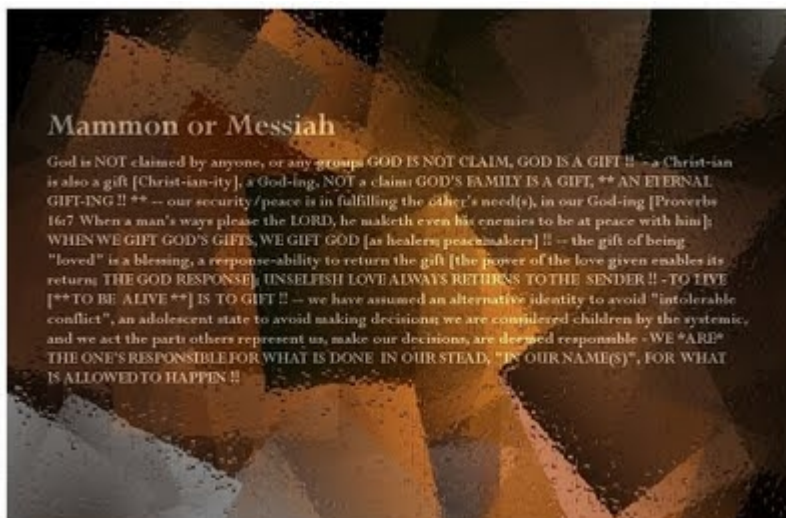 Mammon or Messiah
God is NOT claimed by anyone, or any group; GOD IS NOT CLAIM, GOD IS A GIFT !! - a Christ-ian
is also a gift [Christ-ian-ity], a God-ing, NOT a claim: GOD'S FAMILY IS A GIFT, ** AN ETERNAL
GIFT-ING !! ** -- our security/peace is in fulfilling the other's need(s), in our God-ing [Proverbs
16:7 When a man's ways please the LORD, he maketh even his enemies to be at peace with him];
WHEN WE GIFT GOD'S GIFTS, WE GIFT GOD [as healers; peacemakers] !! -- the gift of being
"loved" is a blessing, a response-ability to return the gift [the power of the love given enables its
return; THE GOD RESPONSE]; UNSELFISH LOVE ALWAYS RETURNS TO THE SENDER !! - TO LIVE
[**TO BE ALIVE **] IS TO GIFT !! -- we have assumed an alternative identity to avoid "intolerable
conflict", an adolescent state to avoid making decisions; we are considered children by the systemic,
and we act the part; others represent us, make our decisions, are deemed responsible - WE *ARE*
THE ONE'S RESPONSIBLE FOR WHAT IS DONE IN OUR STEAD, "IN OUR NAME(S)", FOR WHAT
IS ALLOWED TO HAPPEN !!